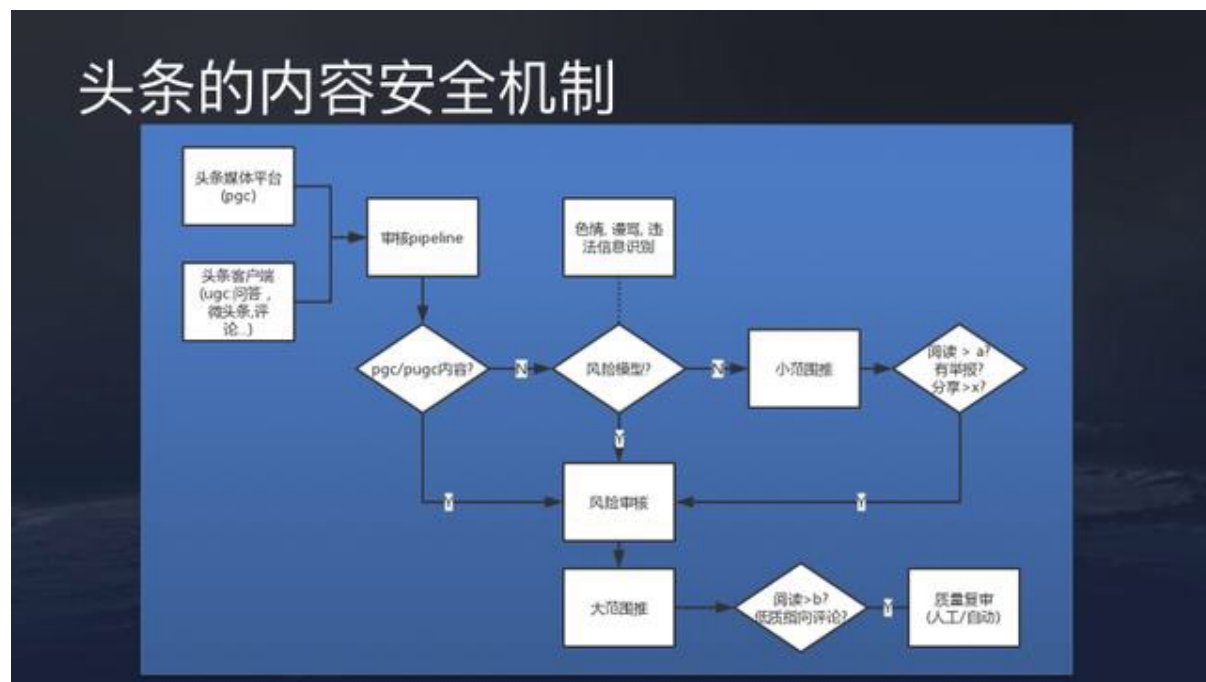 头条的内容安全机制
头条媒体平台
(pgc)
审核pipeline
色情, 谩骂, 违
法信息识别
头条客户端
(ugc:问答，
微头条,评
论...)
pgc/pugc内容?
N
风险模型?
N
小范围推
阅读 > a?
有举报?
分享>x?
Y
Y
风险审核
Y
大范围推
阅读>b?
低质指向评论?
Y
质量复审
(人工/自动)